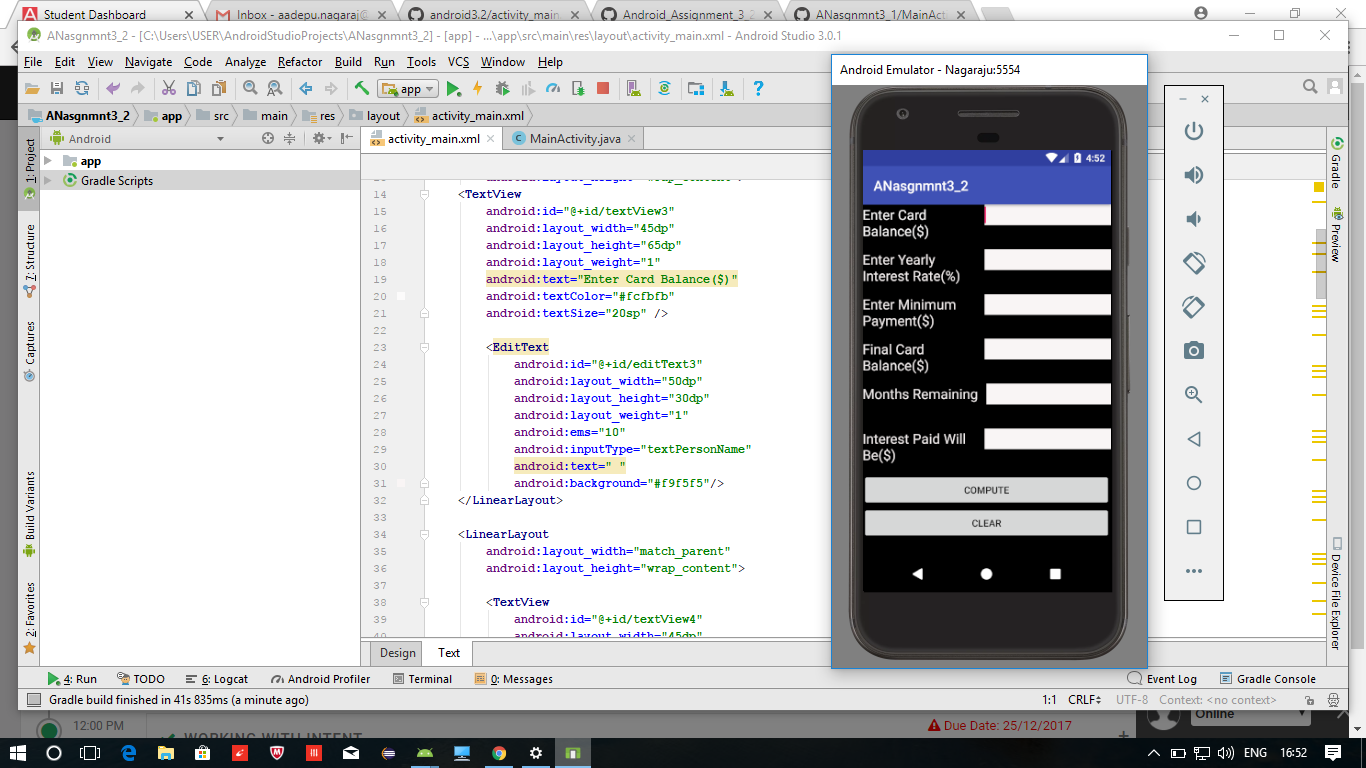 Student Dashboard
Inbox - aadepu.nagaraj@
android3.2/activity_main.
Android_Assignment_3_2
ANasgnmnt3_1/MainAct
ANasgnmnt3_2 - [C:\Users\USER\AndroidStudioProjects\ANasgnmnt3_2] - [app] - ...\app\src\main\res\layout\activity_main.xml - Android Studio 3.0.1
File Edit View Navigate Code Analyze Refactor Build Run Tools VCS Window Help
app
ANasgnmnt3_2 app src main res layout activity_main.xml
Android
activity_main.xml
MainActivity.java
1: Project
7: Structure
Captures
Build Variants
2: Favorites
app
Gradle Scripts
14 <TextView
15 android:id="@+id/textView3"
16 android:layout_width="45dp"
17 android:layout_height="65dp"
18 android:layout_weight="1"
19 android:text="Enter Card Balance($)"
20 android:textColor="#fcfbfb"
21 android:textSize="20sp" />
22
23 <EditText
24 android:id="@+id/editText3"
25 android:layout_width="50dp"
26 android:layout_height="30dp"
27 android:layout_weight="1"
28 android:ems="10"
29 android:inputType="textPersonName"
30 android:text=" "
31 android:background="#f9f5f5"/>
32 </LinearLayout>
33
34 <LinearLayout
35 android:layout_width="match_parent"
36 android:layout_height="wrap_content">
37
38 <TextView
39 android:id="@+id/textView4"
40 android:layout_width="45dp"
Design Text
Android Emulator - Nagaraju:5554
4:52
ANasgnmnt3_2
Enter Card
Balance($)
Enter Yearly
Interest Rate(%)
Enter Minimum
Payment($)
Final Card
Balance($)
Months Remaining
Interest Paid Will
Be($)
COMPUTE
CLEAR
Gradle
Preview
Device File Explorer
4: Run TODO 6: Logcat Android Profiler Terminal 0: Messages Event Log Gradle Console
Gradle build finished in 41s 835ms (a minute ago) 1:1 CRLF UTF-8 Context: <no context>
12:00 PM
WORKING WITH INTENT
Due Date: 25/12/2017
Online
ENG 16:52